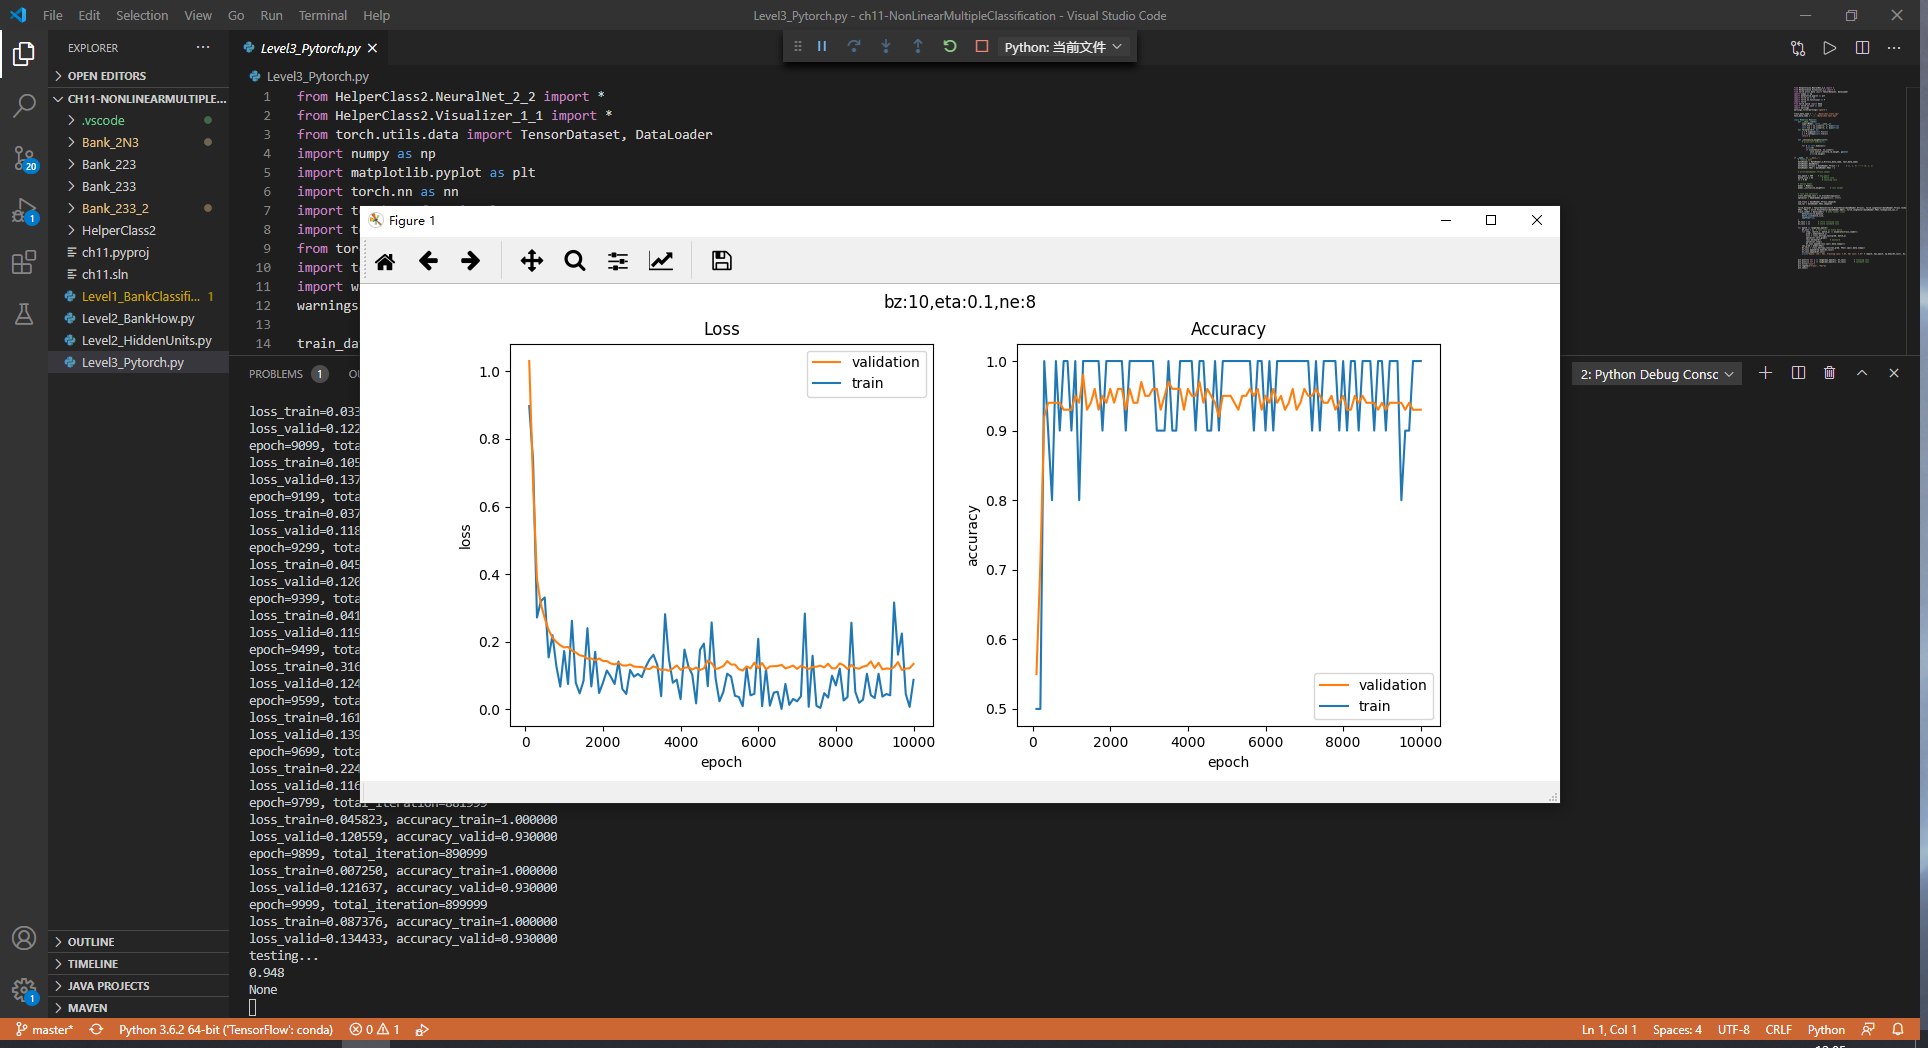 File Edit Selection View Go Run Terminal Help
Level3_Pytorch.py - ch11-NonLinearMultipleClassification - Visual Studio Code
EXPLORER
OPEN EDITORS
CH11-NONLINEARMULTIPLE...
.vscode
Bank_2N3
Bank_223
Bank_233
Bank_233_2
HelperClass2
ch11.pyproj
ch11.sln
Level1_BankClassifi... 1
Level2_BankHow.py
Level2_HiddenUnits.py
Level3_Pytorch.py
OUTLINE
TIMELINE
JAVA PROJECTS
MAVEN
20
1
1
Level3_Pytorch.py
Python: 当前文件
Level3_Pytorch.py
1 from HelperClass2.NeuralNet_2_2 import *
2 from HelperClass2.Visualizer_1_1 import *
3 from torch.utils.data import TensorDataset, DataLoader
4 import numpy as np
5 import matplotlib.pyplot as plt
6 import torch.nn as nn
7 import to
8 import to
9 from tor
10 import to
11 import wa
12 warnings
13
14 train_da
Figure 1
bz:10,eta:0.1,ne:8
Loss
validation
train
1.0
0.8
0.6
0.4
0.2
0.0
loss
0 2000 4000 6000 8000 10000
epoch
Accuracy
1.0
0.9
0.8
0.7
0.6
0.5
accuracy
validation
train
0 2000 4000 6000 8000 10000
epoch
PROBLEMS 1 OU
2: Python Debug Consc
loss_train=0.033
loss_valid=0.122
epoch=9099, tota
loss_train=0.105
loss_valid=0.137
epoch=9199, tota
loss_train=0.037
loss_valid=0.118
epoch=9299, tota
loss_train=0.045
loss_valid=0.120
epoch=9399, tota
loss_train=0.041
loss_valid=0.119
epoch=9499, tota
loss_train=0.316
loss_valid=0.124
epoch=9599, tota
loss_train=0.161
loss_valid=0.139
epoch=9699, tota
loss_train=0.224
loss_valid=0.116
epoch=9799, total_iteration=881999
loss_train=0.045823, accuracy_train=1.000000
loss_valid=0.120559, accuracy_valid=0.930000
epoch=9899, total_iteration=890999
loss_train=0.007250, accuracy_train=1.000000
loss_valid=0.121637, accuracy_valid=0.930000
epoch=9999, total_iteration=899999
loss_train=0.087376, accuracy_train=1.000000
loss_valid=0.134433, accuracy_valid=0.930000
testing...
0.948
None
master* Python 3.6.2 64-bit ('TensorFlow': conda) 0 1
Ln 1, Col 1 Spaces: 4 UTF-8 CRLF Python